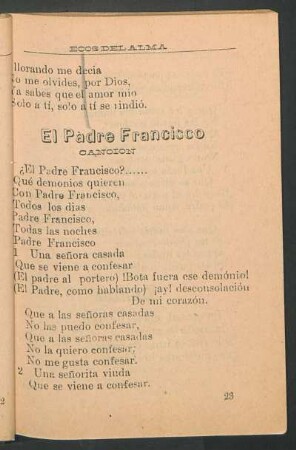 ECOS DEL ALMA
llorando me decia
no me olvides, por Dios,
Ya sabes que el amor mio
Solo a tí, solo a tí se rindió.
El Padre Francisco
CANCION
¿El Padre Francisco?......
Qué demonios quieren
Don Padre Francisco,
Todos los dias
Padre Francisco,
Todas las noches
Padre Francisco
1 Una señora casada
Que se viene a confesar
(El padre al portero) !Bota fuera ese demónio!
(El Padre, como hablando) ¡ay! desconsolación
De mi corazón.
Que a las señoras casadas
No las puedo confesar,
Que a las señoras casadas
No la quiero confesar;
No me gusta confesar.
2 Una señorita viuda
Que se viene a confesar.
23